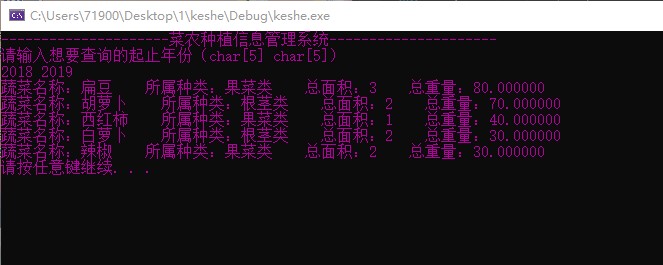 C:\Users\71900\Desktop\1\keshe\Debug\keshe.exe
---------------------菜农种植信息管理系统---------------------
请输入想要查询的起止年份（char[5] char[5]）
2018 2019
蔬菜名称：扁豆    所属种类：果菜类    总面积：3    总重量：80.000000
蔬菜名称：胡萝卜    所属种类：根茎类    总面积：2    总重量：70.000000
蔬菜名称：西红柿    所属种类：果菜类    总面积：1    总重量：40.000000
蔬菜名称：白萝卜    所属种类：根茎类    总面积：2    总重量：30.000000
蔬菜名称：辣椒    所属种类：果菜类    总面积：2    总重量：30.000000
请按任意键继续. . .